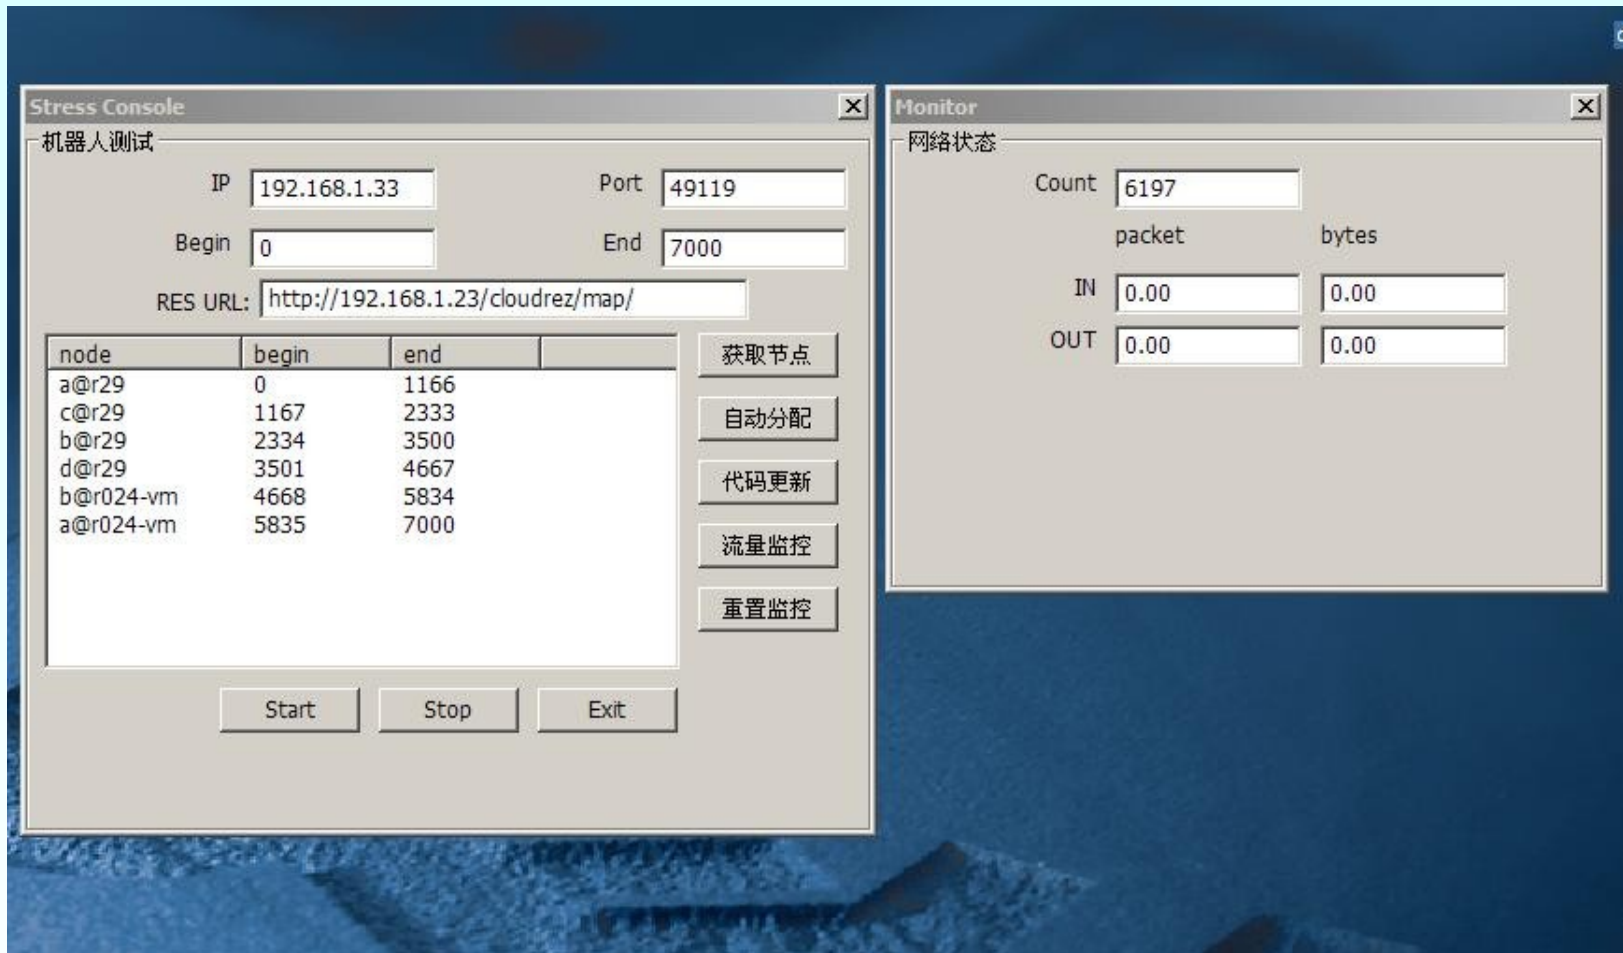 Stress Console
机器人测试
IP 192.168.1.33 Port 49119
Begin 0 End 7000
RES URL: http://192.168.1.23/cloudrez/map/
node begin end
a@r29 0 1166
c@r29 1167 2333
b@r29 2334 3500
d@r29 3501 4667
b@r024-vm 4668 5834
a@r024-vm 5835 7000
获取节点
自动分配
代码更新
流量监控
重置监控
Start Stop Exit
Monitor
网络状态
Count 6197
packet bytes
IN 0.00 0.00
OUT 0.00 0.00